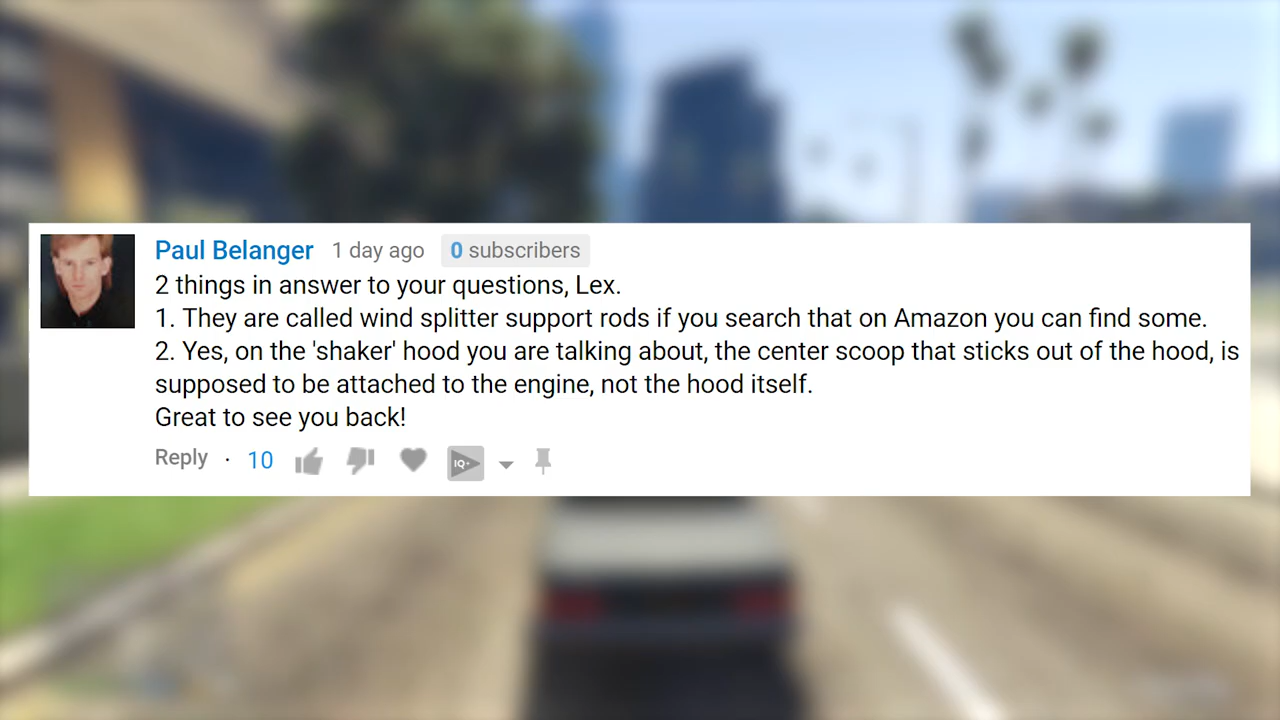 Paul Belanger 1 day ago 0 subscribers
2 things in answer to your questions, Lex.
1. They are called wind splitter support rods if you search that on Amazon you can find some.
2. Yes, on the 'shaker' hood you are talking about, the center scoop that sticks out of the hood, is
supposed to be attached to the engine, not the hood itself.
Great to see you back!
Reply · 10 IQ